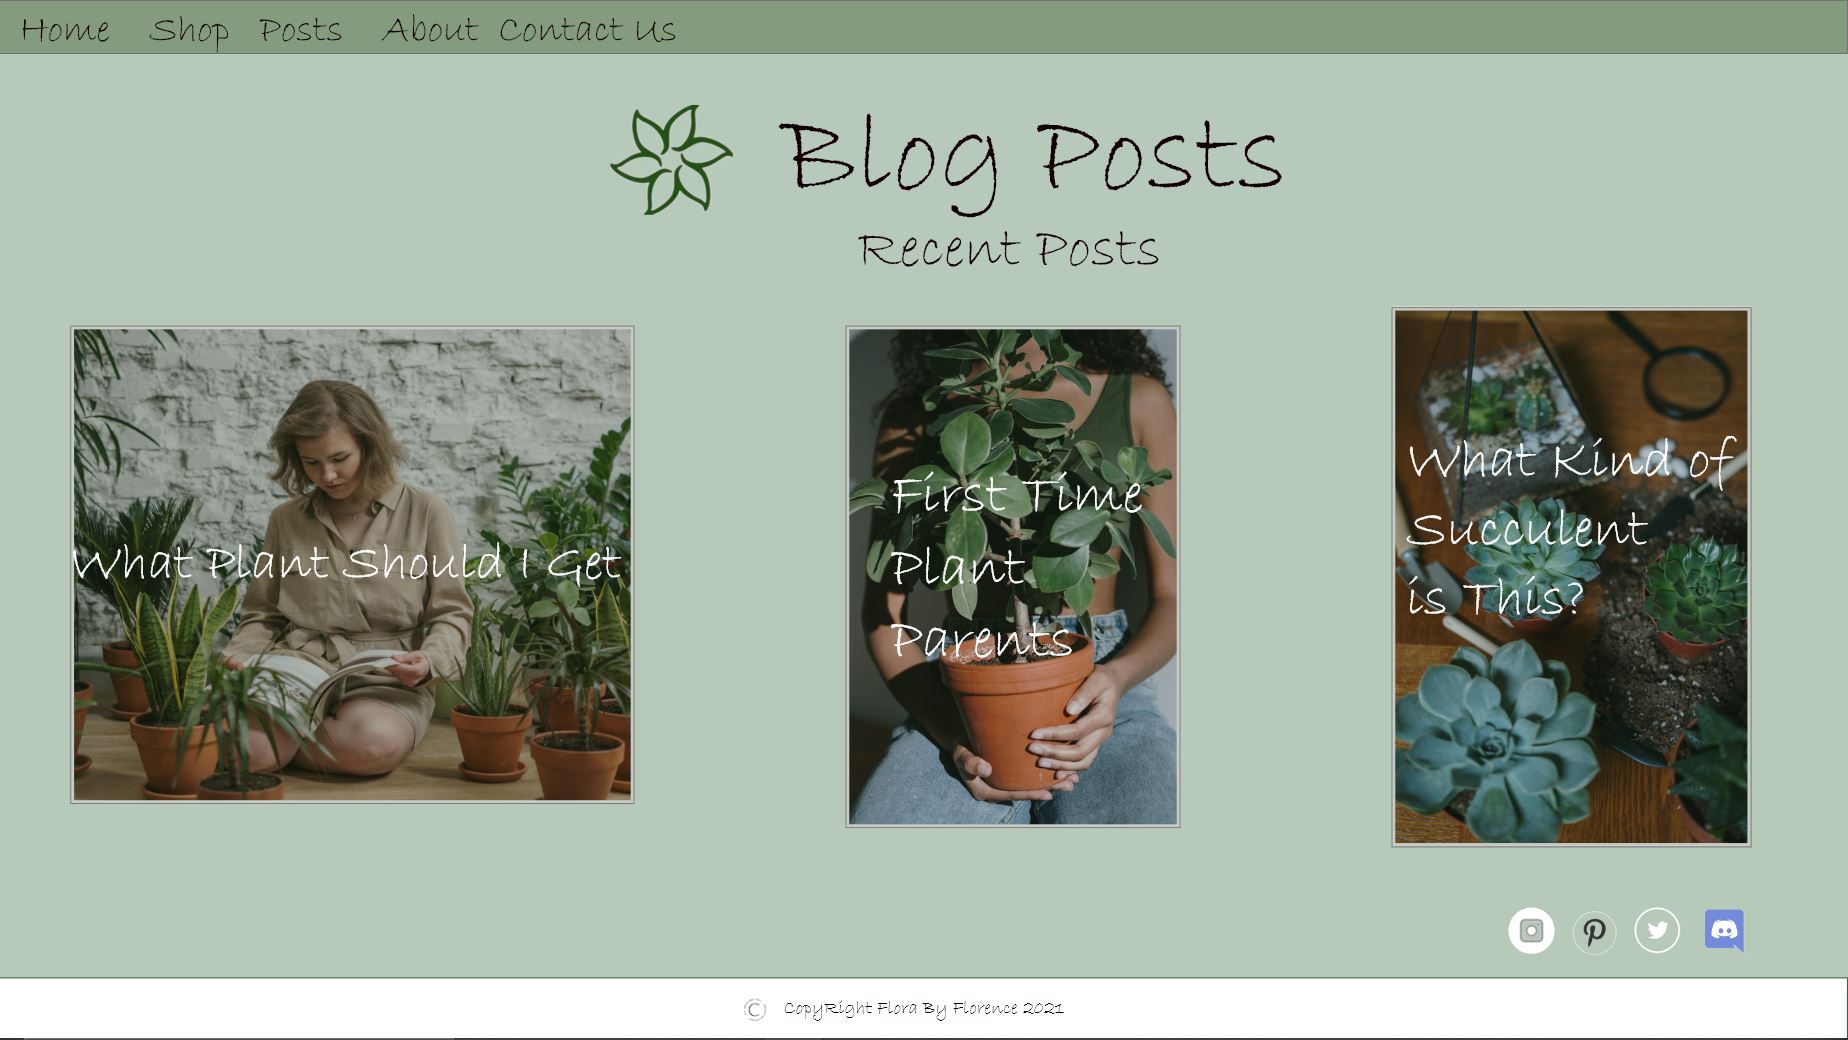 Home Shop Posts About Contact Us
Blog Posts
Recent Posts
What Plant Should I Get
First Time
Plant
Parents
What Kind of
Succulent
is This?
© CopyRight Flora By Florence 2021